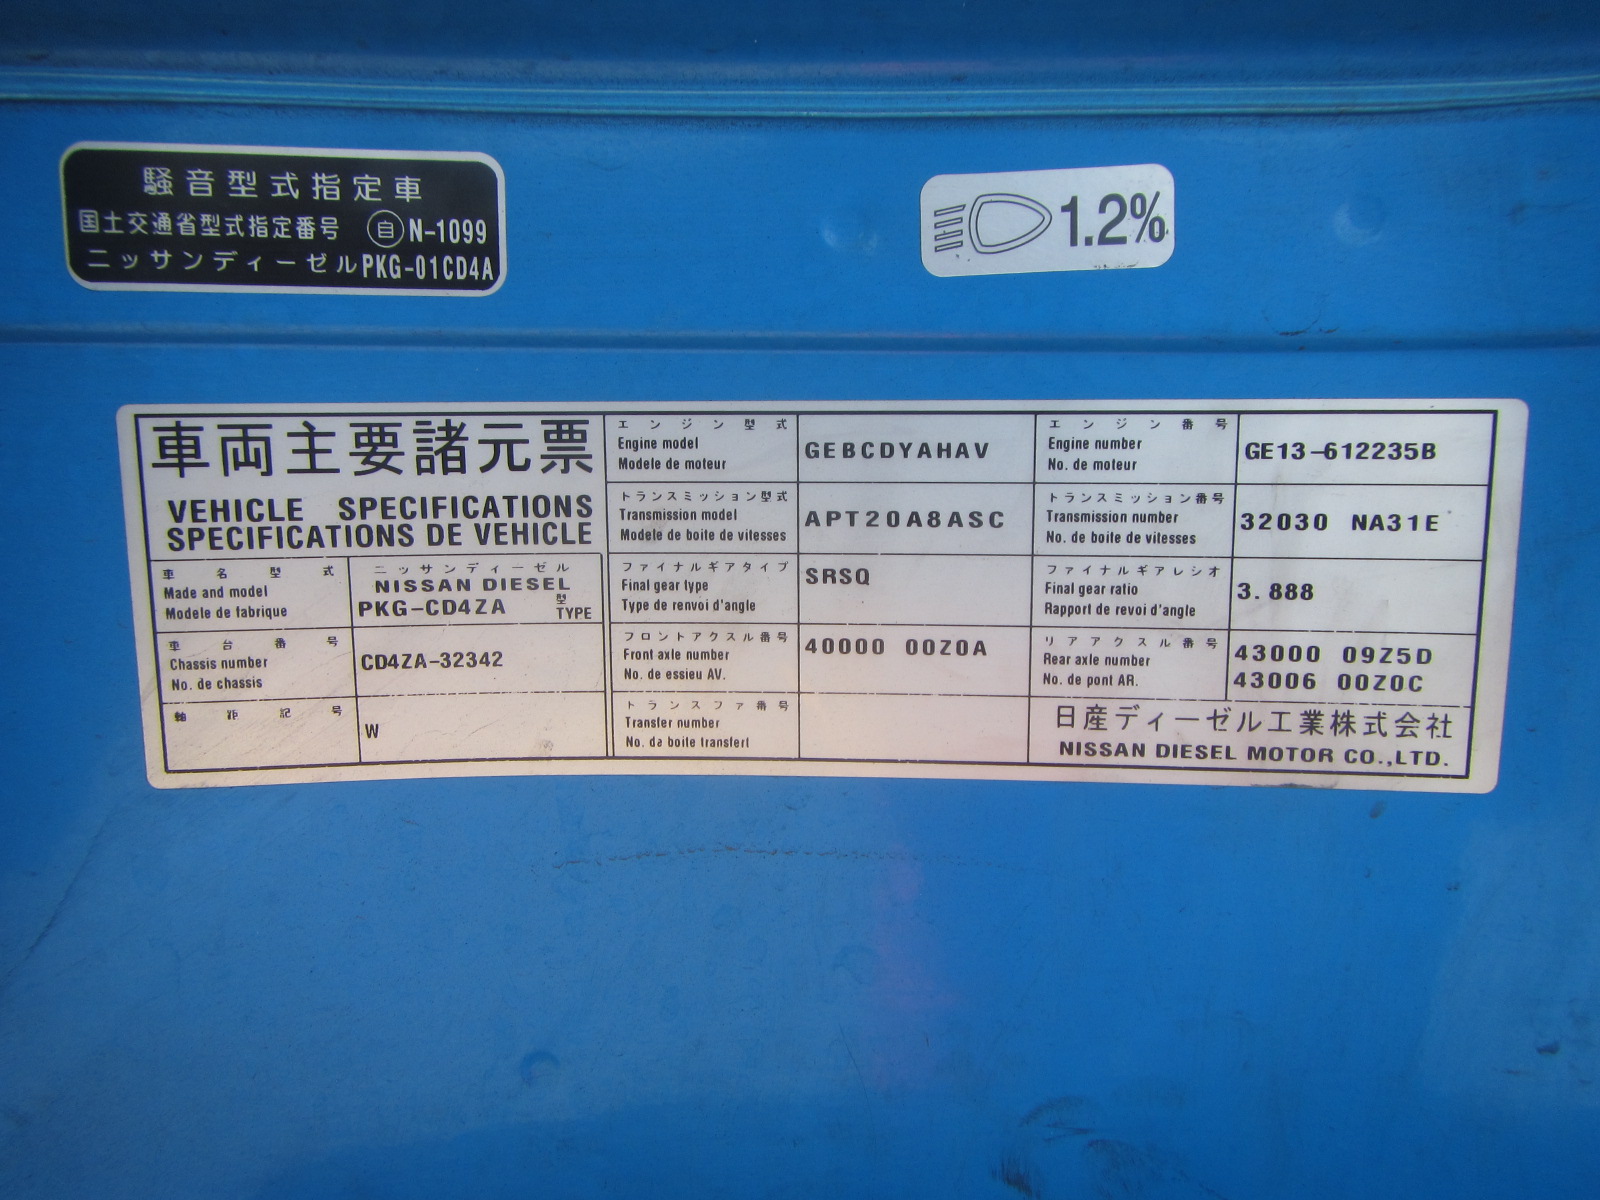 騒音型式指定車
国土交通省型式指定番号 自 N-1099
ニッサンディーゼル PKG-01CD4A
1.2%
車両主要諸元票
VEHICLE SPECIFICATIONS
SPECIFICATIONS DE VEHICLE
車名型式
Made and model
Modele de fabrique
ニッサンディーゼル
NISSAN DIESEL
PKG-CD4ZA 型
TYPE
車台番号
Chassis number
No. de chassis
CD4ZA-32342
軸距記号
W
エンジン型式
Engine model
Modele de moteur
GEBCDYAHAV
エンジン番号
Engine number
No. de moteur
GE13-612235B
トランスミッション型式
Transmission model
Modele de boite de vitesses
APT20A8ASC
トランスミッション番号
Transmission number
No. de boite de vitesses
32030 NA31E
ファイナルギアタイプ
Final gear type
Type de renvoi d'angle
SRSQ
ファイナルギアレシオ
Final gear ratio
Rapport de revoi d'angle
3.888
フロントアクスル番号
Front axle number
No. de essieu AV.
40000 00Z0A
リアアクスル番号
Rear axle number
No. de pont AR.
43000 09Z5D
43006 00Z0C
トランスファ番号
Transfer number
No. da boite transfert
日産ディーゼル工業株式会社
NISSAN DIESEL MOTOR CO.,LTD.